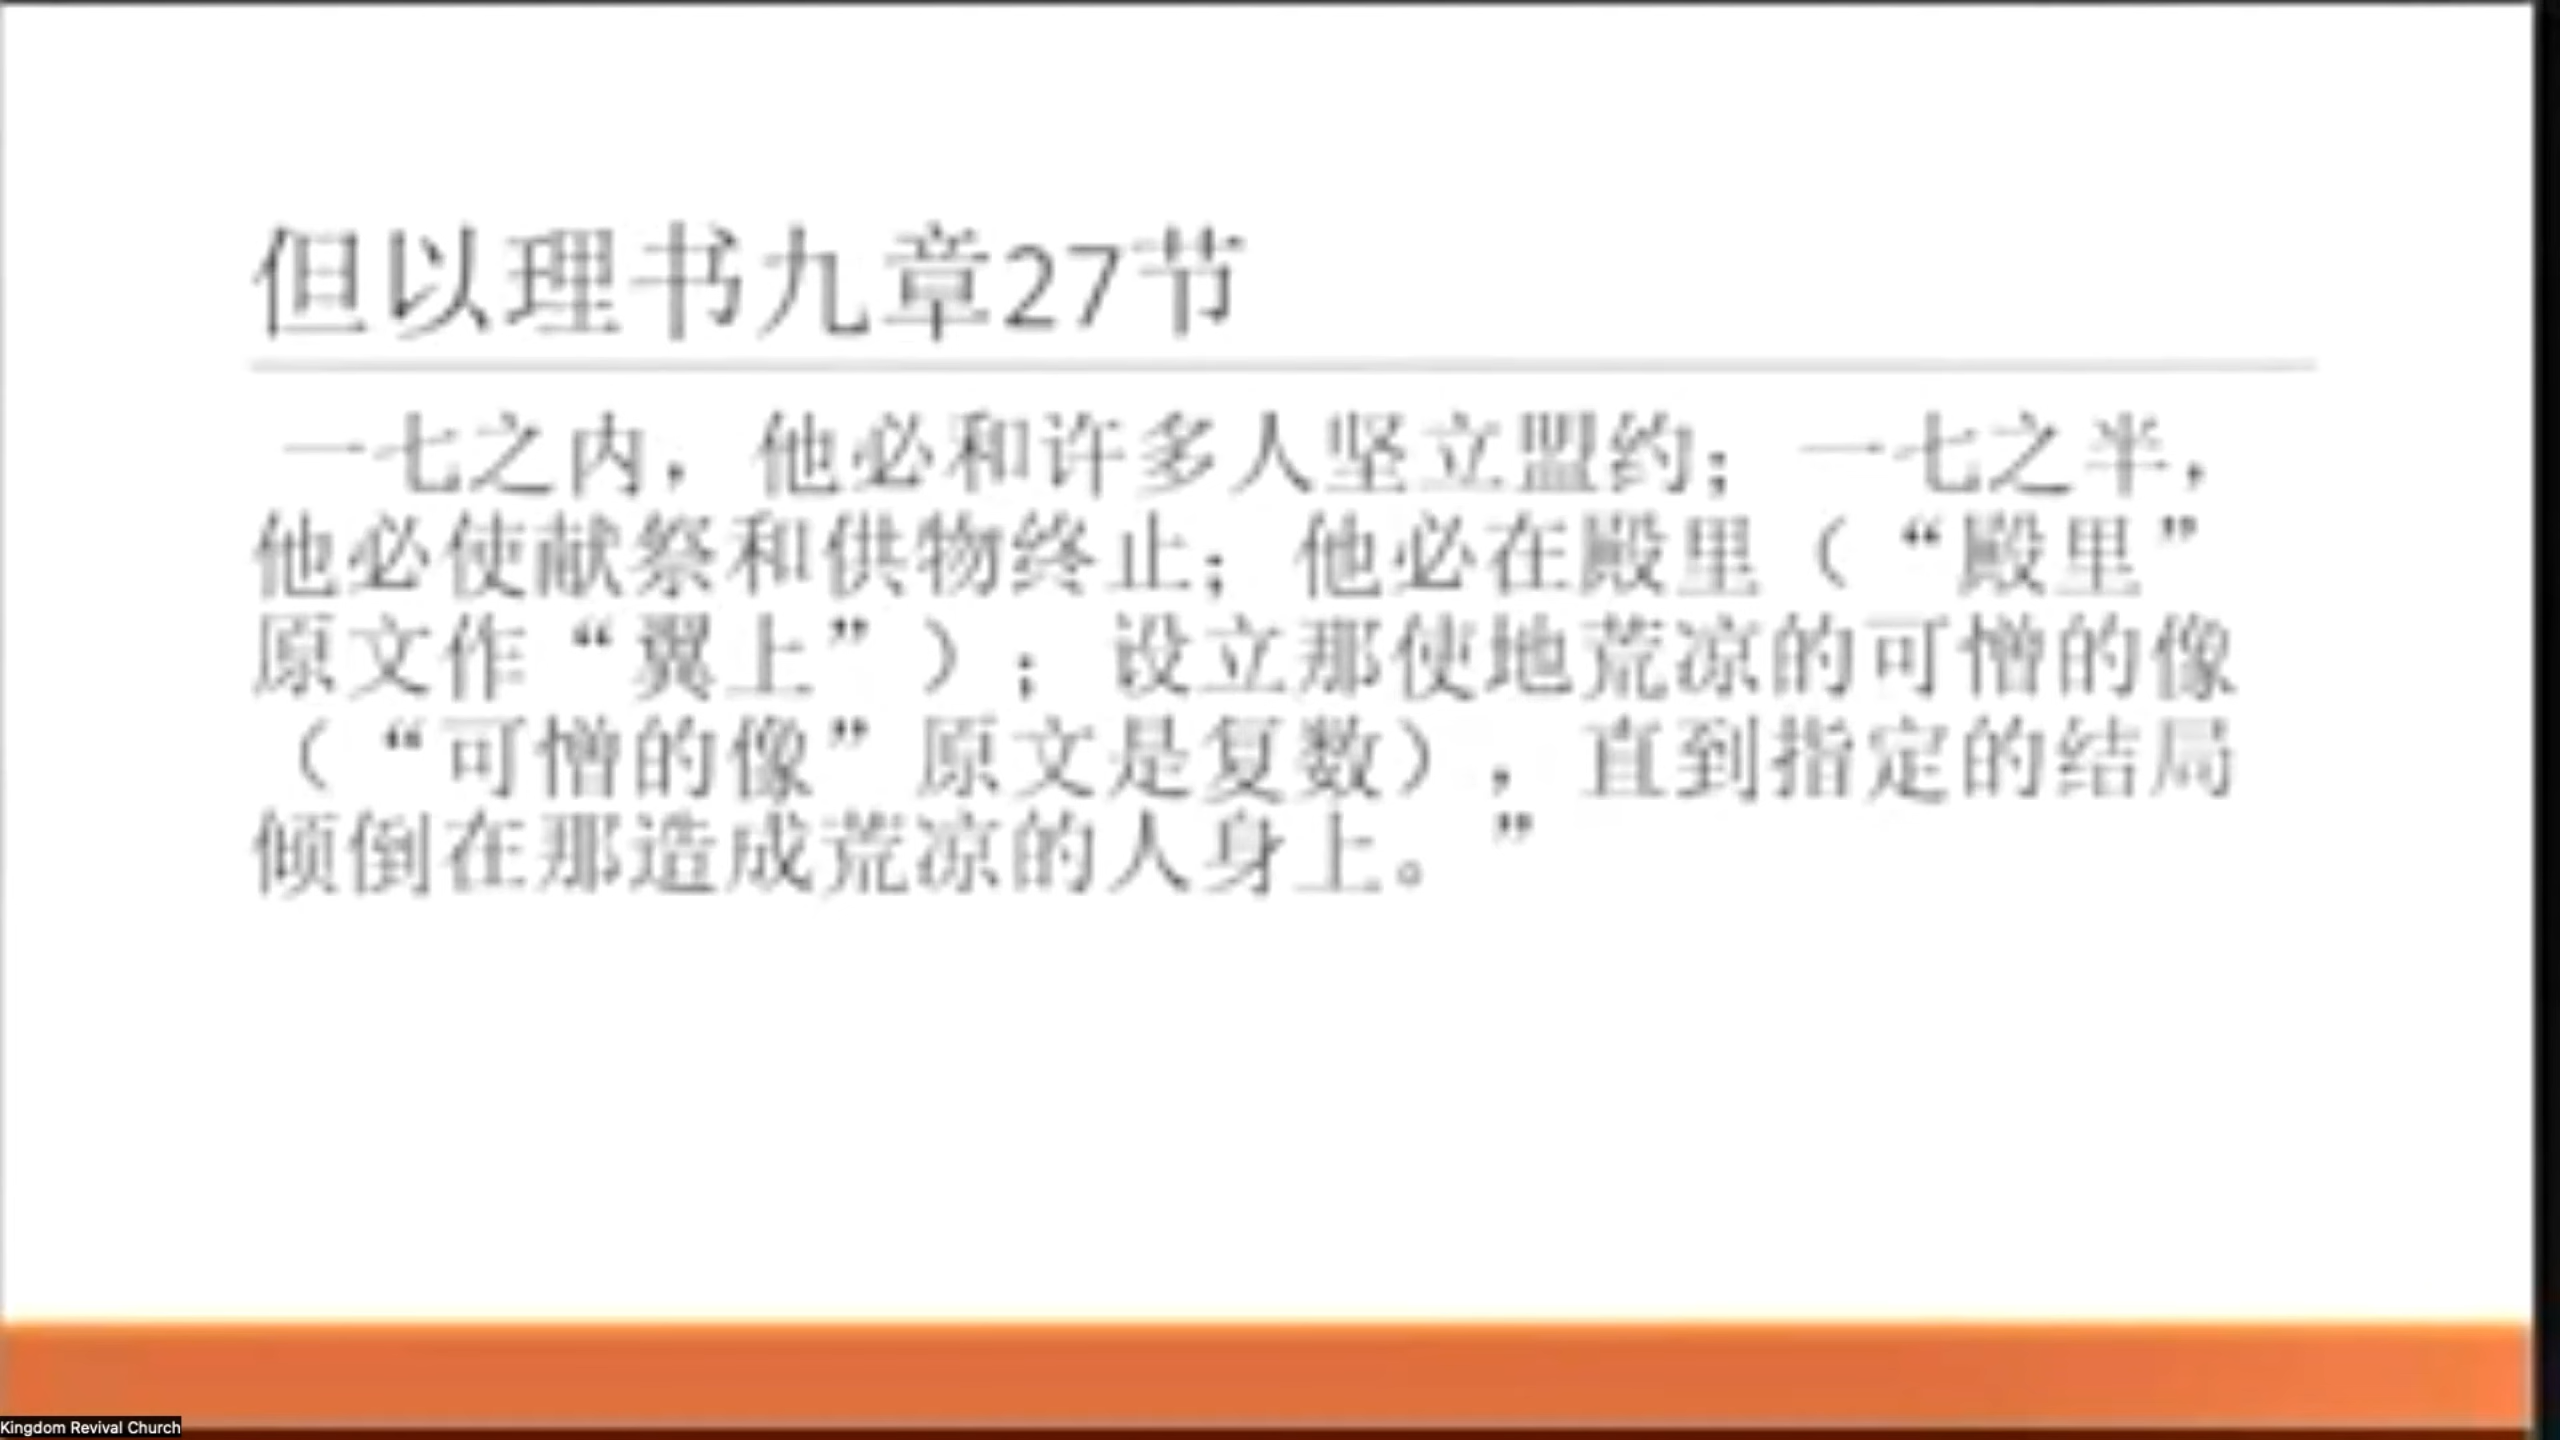 但以理书九章27节
一七之内，他必和许多人坚立盟约；一七之半，
他必使献祭和供物终止；他必在殿里（“殿里”
原文作“翼上”）；设立那使地荒凉的可憎的像
（“可憎的像”原文是复数），直到指定的结局
倾倒在那造成荒凉的人身上。”
Kingdom Revival Church